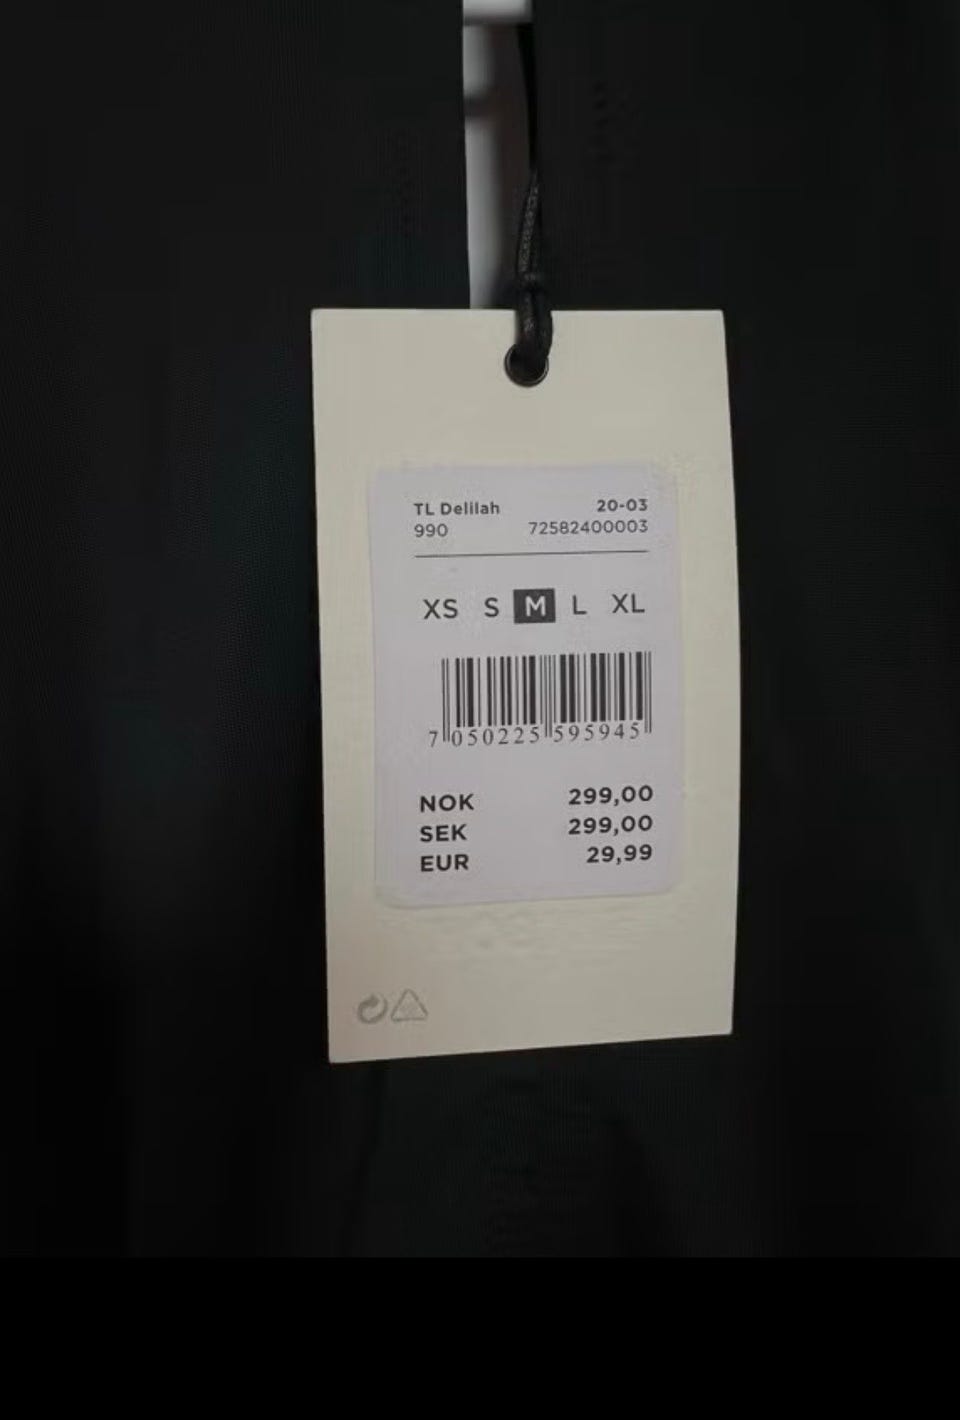 TL Delilah 20-03
990 72582400003
XS S M L XL
7 050225 595945
NOK 299,00
SEK 299,00
EUR 29,99